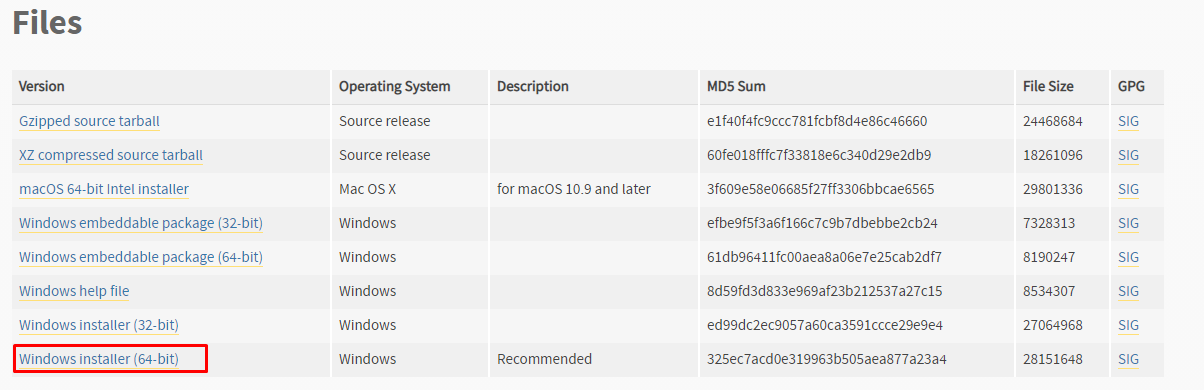 Files
Version Operating System Description MD5 Sum File Size GPG
Gzipped source tarball Source release e1f40f4fc9ccc781fcbf8d4e86c46660 24468684 SIG
XZ compressed source tarball Source release 60fe018fffc7f33818e6c340d29e2db9 18261096 SIG
macOS 64-bit Intel installer Mac OS X for macOS 10.9 and later 3f609e58e06685f27ff3306bbcae6565 29801336 SIG
Windows embeddable package (32-bit) Windows efbe9f5f3a6f166c7c9b7dbebbe2cb24 7328313 SIG
Windows embeddable package (64-bit) Windows 61db96411fc00aea8a06e7e25cab2df7 8190247 SIG
Windows help file Windows 8d59fd3d833e969af23b212537a27c15 8534307 SIG
Windows installer (32-bit) Windows ed99dc2ec9057a60ca3591ccce29e9e4 27064968 SIG
Windows installer (64-bit) Windows Recommended 325ec7acd0e319963b505aea877a23a4 28151648 SIG